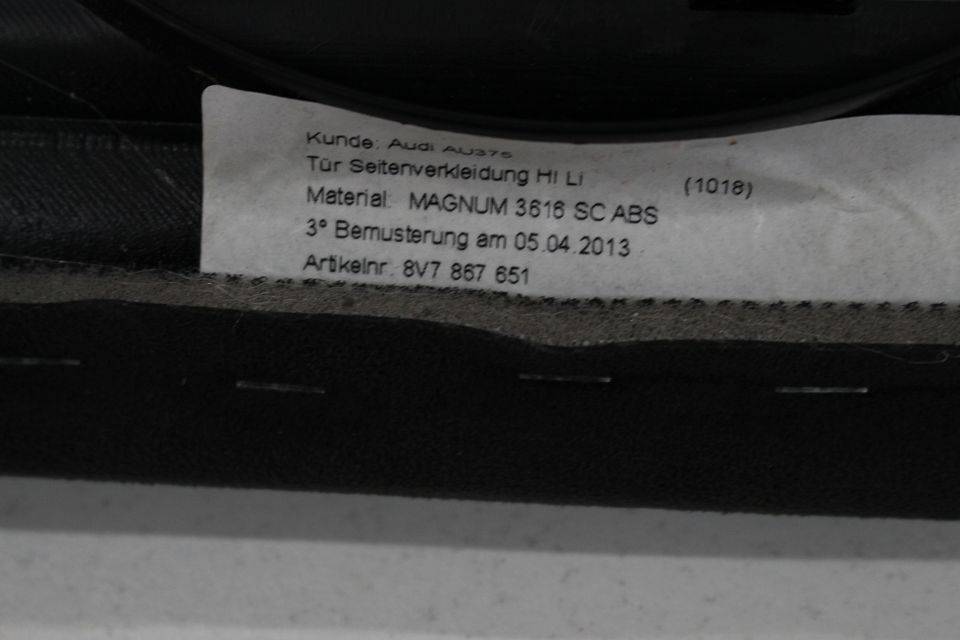 Kunde: Audi AU375
Tür Seitenverkleidung HI Li (1018)
Material: MAGNUM 3616 SC ABS
3° Bemusterung am 05.04.2013
Artikelnr. 8V7 867 651